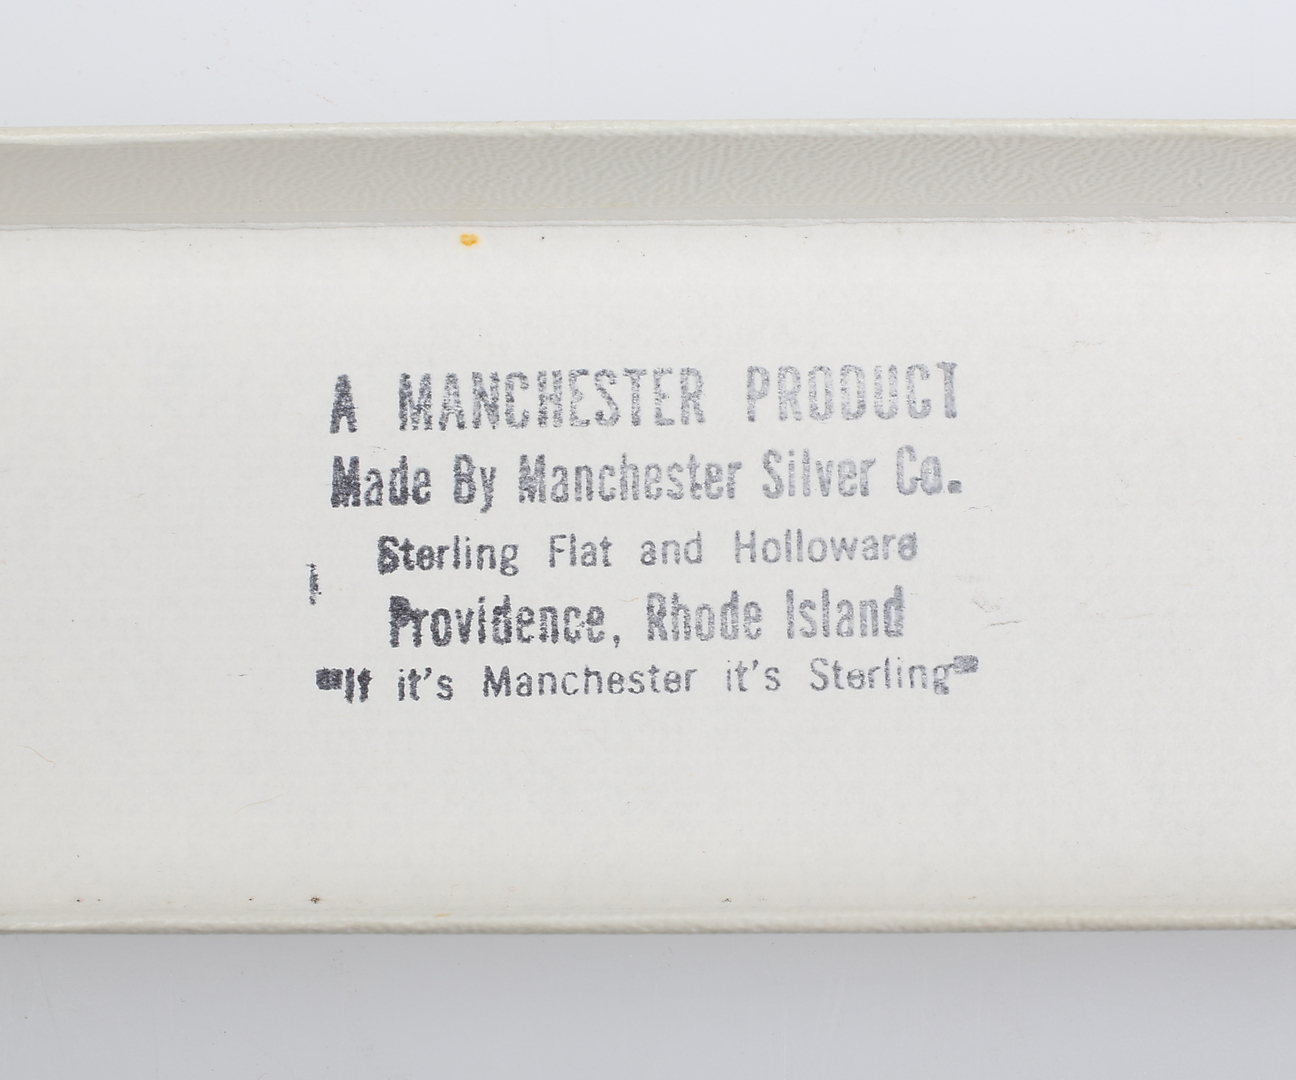 A MANCHESTER PRODUCT
Made By Manchester Silver Co.
Sterling Flat and Holloware
Providence, Rhode Island
"If it's Manchester it's Sterling"